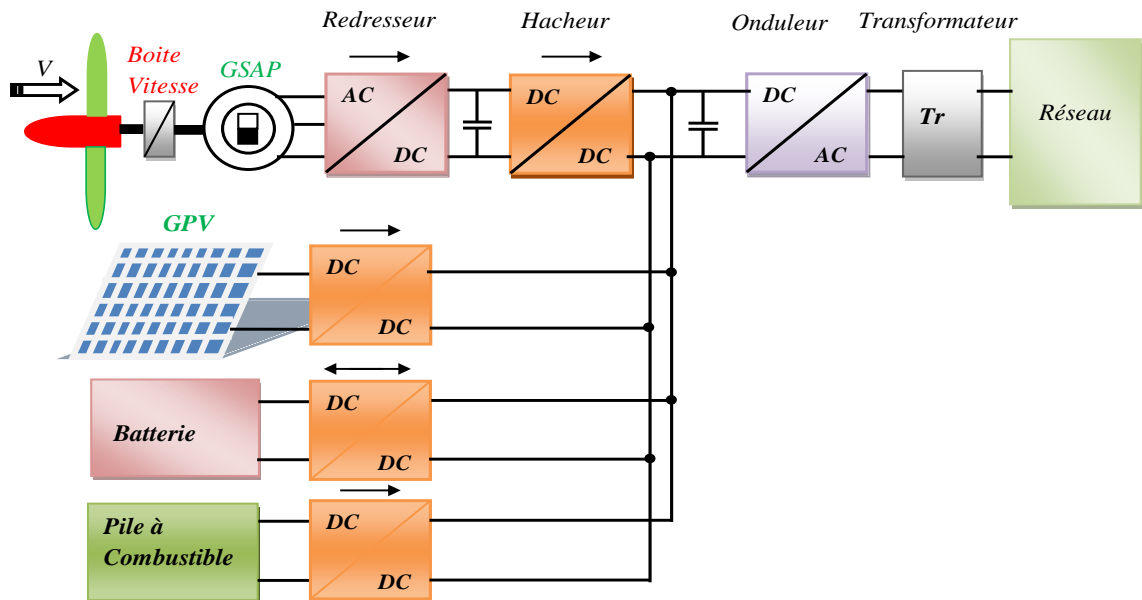 Redresseur
Hacheur
Onduleur
Transformateur
V
Boite
Vitesse
GSAP
AC
DC
DC
DC
DC
AC
Tr
Réseau
GPV
DC
DC
Batterie
DC
DC
Pile à
Combustible
DC
DC